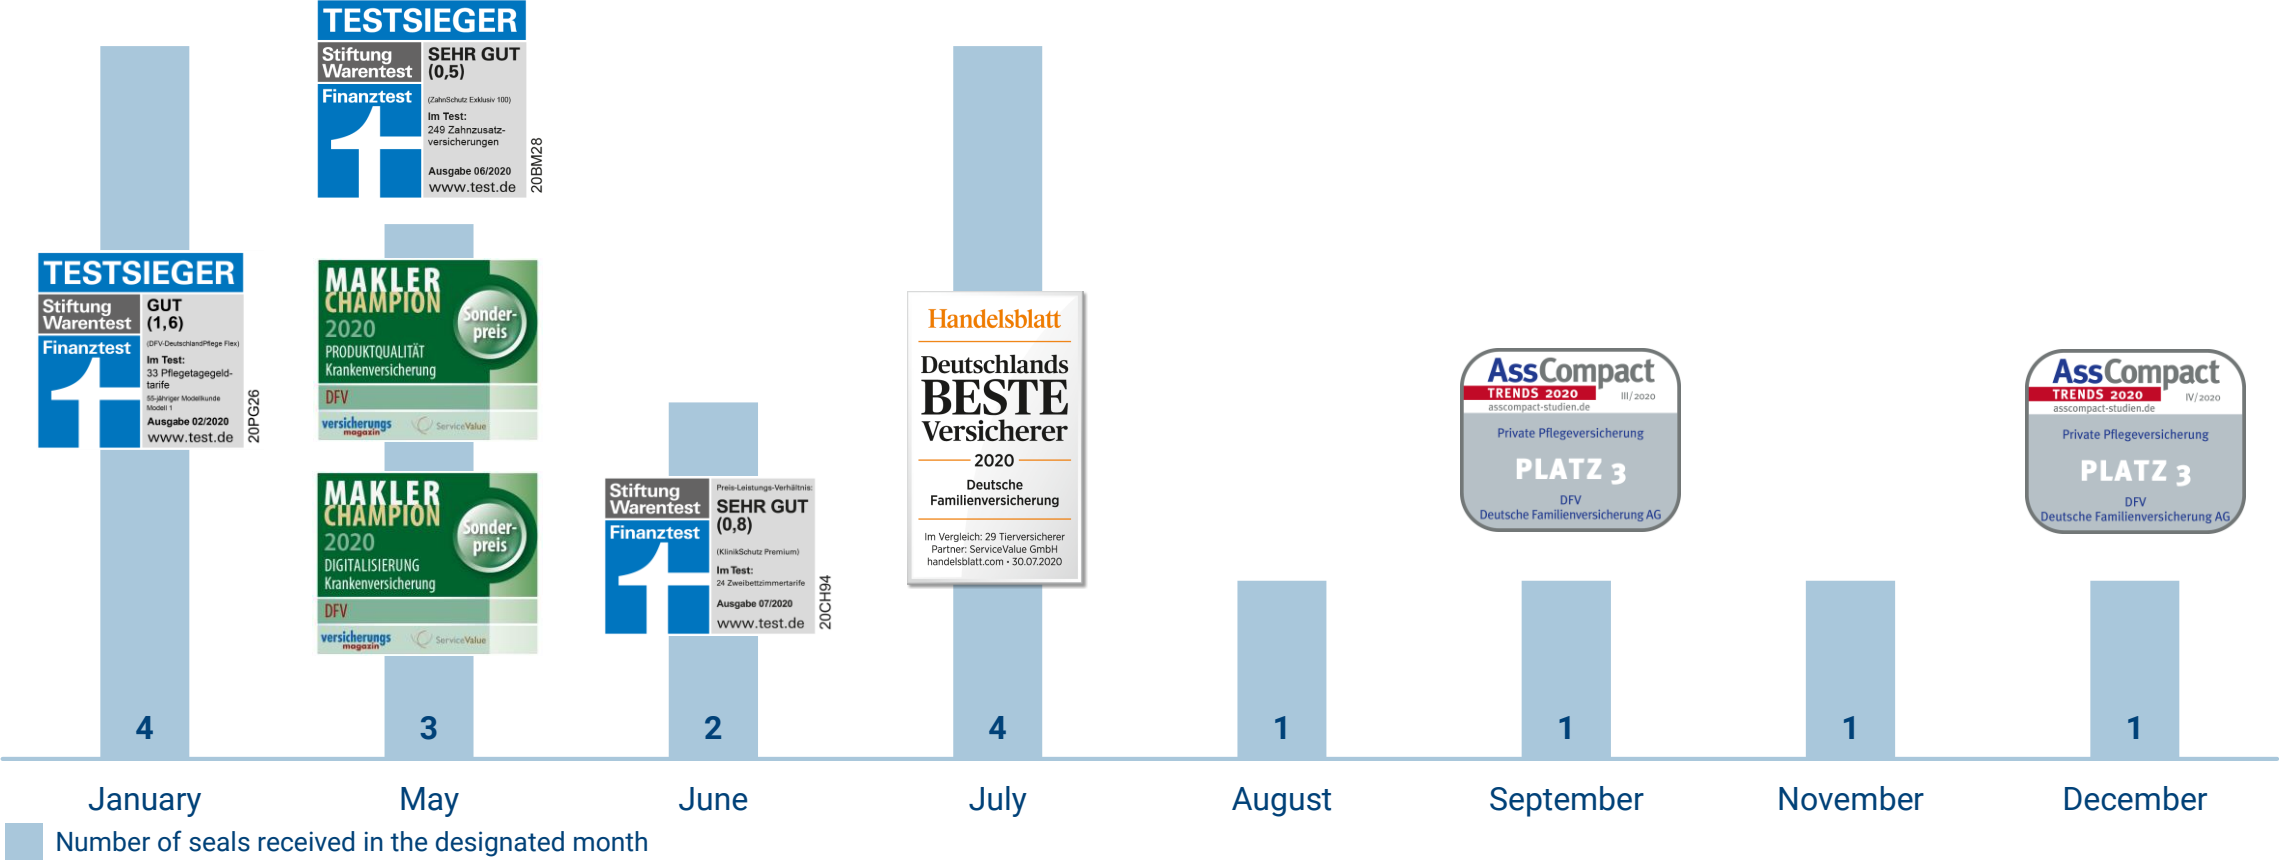 TESTSIEGER
Stiftung
Warentest
GUT
(1,6)
Finanztest
(DFV-DeutschlandPflege Flex)
Im Test:
33 Pflegetagegeld-
tarife
55-jähriger Modellkunde
Modell 1
Ausgabe 02/2020
www.test.de
20PG26
TESTSIEGER
Stiftung
Warentest
SEHR GUT
(0,5)
Finanztest
(ZahnSchutz Exklusiv 100)
Im Test:
249 Zahnzusatz-
versicherungen
Ausgabe 06/2020
www.test.de
20BM28
MAKLER
CHAMPION
2020
Sonder-
preis
PRODUKTQUALITÄT
Krankenversicherung
DFV
versicherungs
magazin
ServiceValue
MAKLER
CHAMPION
2020
Sonder-
preis
DIGITALISIERUNG
Krankenversicherung
DFV
versicherungs
magazin
ServiceValue
Stiftung
Warentest
Finanztest
Preis-Leistungs-Verhältnis:
SEHR GUT
(0,8)
(KlinikSchutz Premium)
Im Test:
24 Zweibettzimmertarife
Ausgabe 07/2020
www.test.de
20CH94
Handelsblatt
Deutschlands
BESTE
Versicherer
2020
Deutsche
Familienversicherung
Im Vergleich: 29 Tierversicherer
Partner: ServiceValue GmbH
handelsblatt.com • 30.07.2020
AssCompact
TRENDS 2020
III/2020
asscompact-studien.de
Private Pflegeversicherung
PLATZ 3
DFV
Deutsche Familienversicherung AG
AssCompact
TRENDS 2020
IV/2020
asscompact-studien.de
Private Pflegeversicherung
PLATZ 3
DFV
Deutsche Familienversicherung AG
4 3 2 4 1 1 1 1
January May June July August September November December
Number of seals received in the designated month